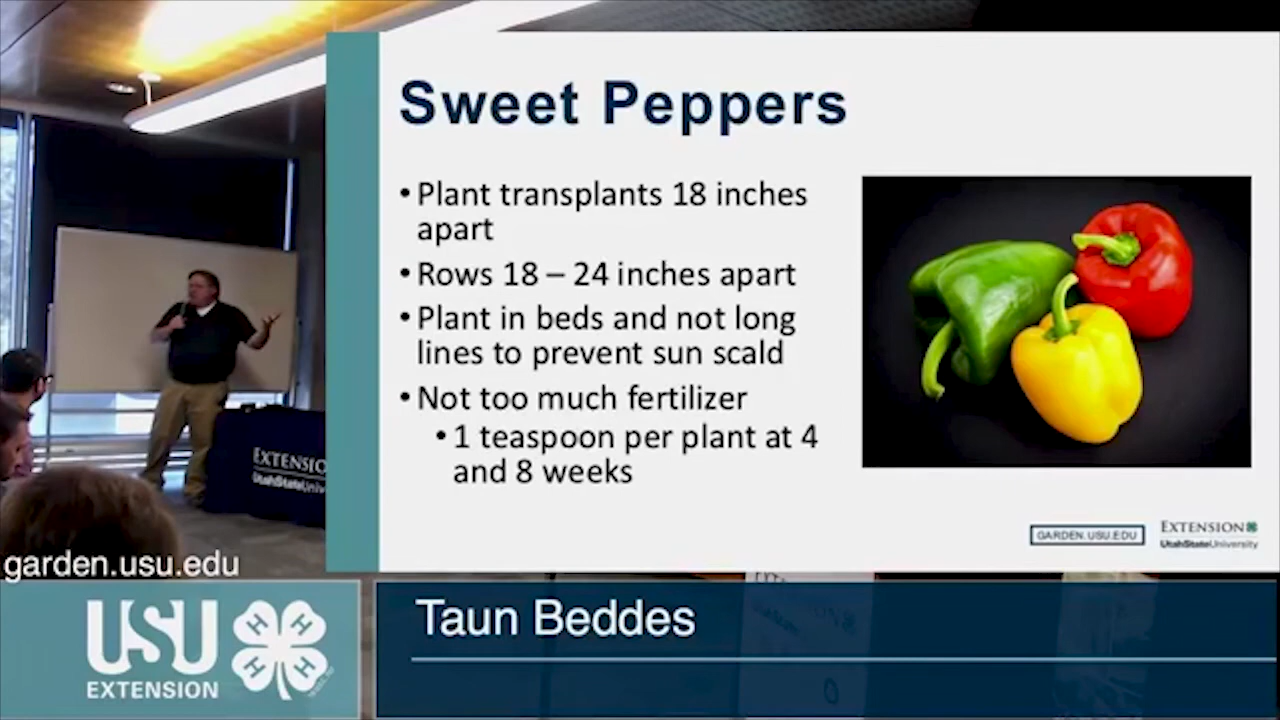 Sweet Peppers
• Plant transplants 18 inches
apart
• Rows 18 – 24 inches apart
• Plant in beds and not long
lines to prevent sun scald
• Not too much fertilizer
• 1 teaspoon per plant at 4
and 8 weeks
GARDEN.USU.EDU
EXTENSION
UtahStateUniversity
EXTENSIO
UtahStateUniv
garden.usu.edu
USU
EXTENSION
H H
H H
Taun Beddes